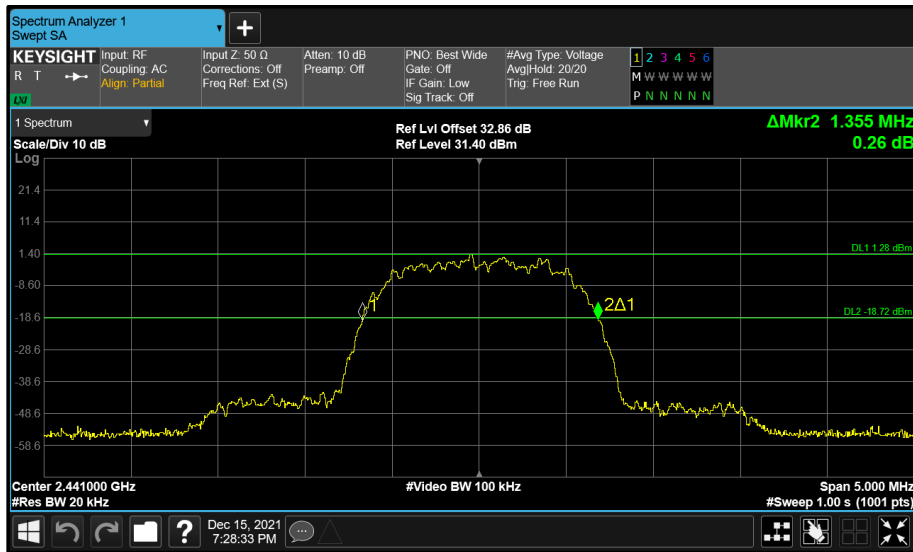 Spectrum Analyzer 1
Swept SA
KEYSIGHT
R T
LXI
Input: RF
Coupling: AC
Align: Partial
Input Z: 50 Ω
Corrections: Off
Freq Ref: Ext (S)
Atten: 10 dB
Preamp: Off
PNO: Best Wide
Gate: Off
IF Gain: Low
Sig Track: Off
#Avg Type: Voltage
Avg|Hold: 20/20
Trig: Free Run
1 2 3 4 5 6
M W W W W W
P N N N N N
1 Spectrum
Scale/Div 10 dB
Log
Ref Lvl Offset 32.86 dB
Ref Level 31.40 dBm
ΔMkr2 1.355 MHz
0.26 dB
21.4
11.4
1.40
DL1 1.28 dBm
-8.60
1
2Δ1
-18.6
DL2 -18.72 dBm
-28.6
-38.6
-48.6
-58.6
Center 2.441000 GHz
#Video BW 100 kHz
Span 5.000 MHz
#Res BW 20 kHz
#Sweep 1.00 s (1001 pts)
?
Dec 15, 2021
7:28:33 PM